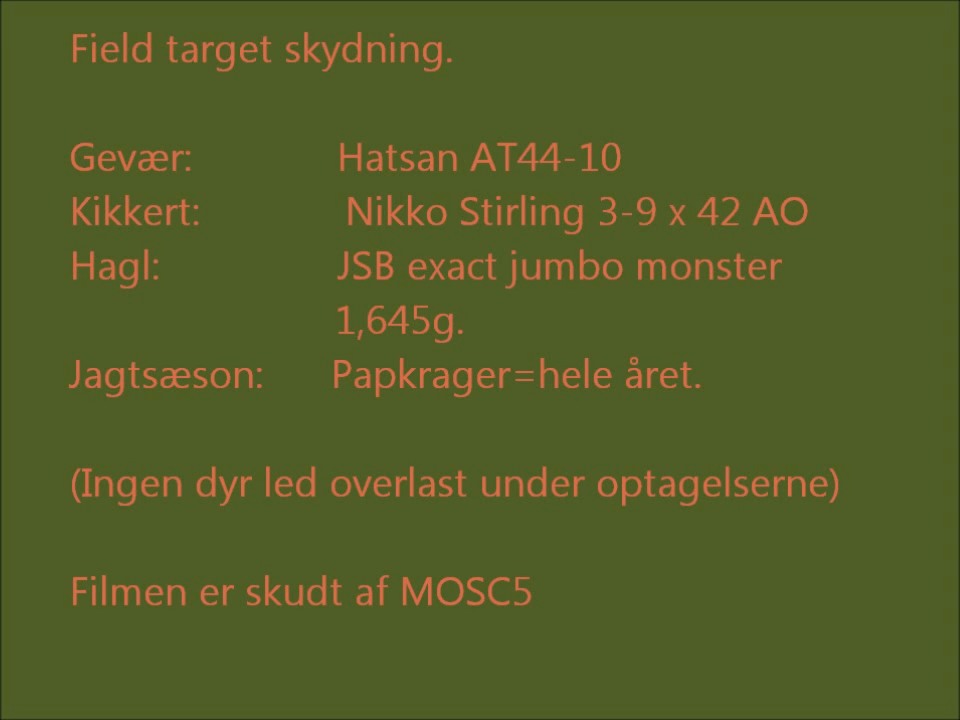 Field target skydning.
Gevær: Hatsan AT44-10
Kikkert: Nikko Stirling 3-9 x 42 AO
Hagl: JSB exact jumbo monster
1,645g.
Jagtsæson: Papkrager=hele året.
(Ingen dyr led overlast under optagelserne)
Filmen er skudt af MOSC5